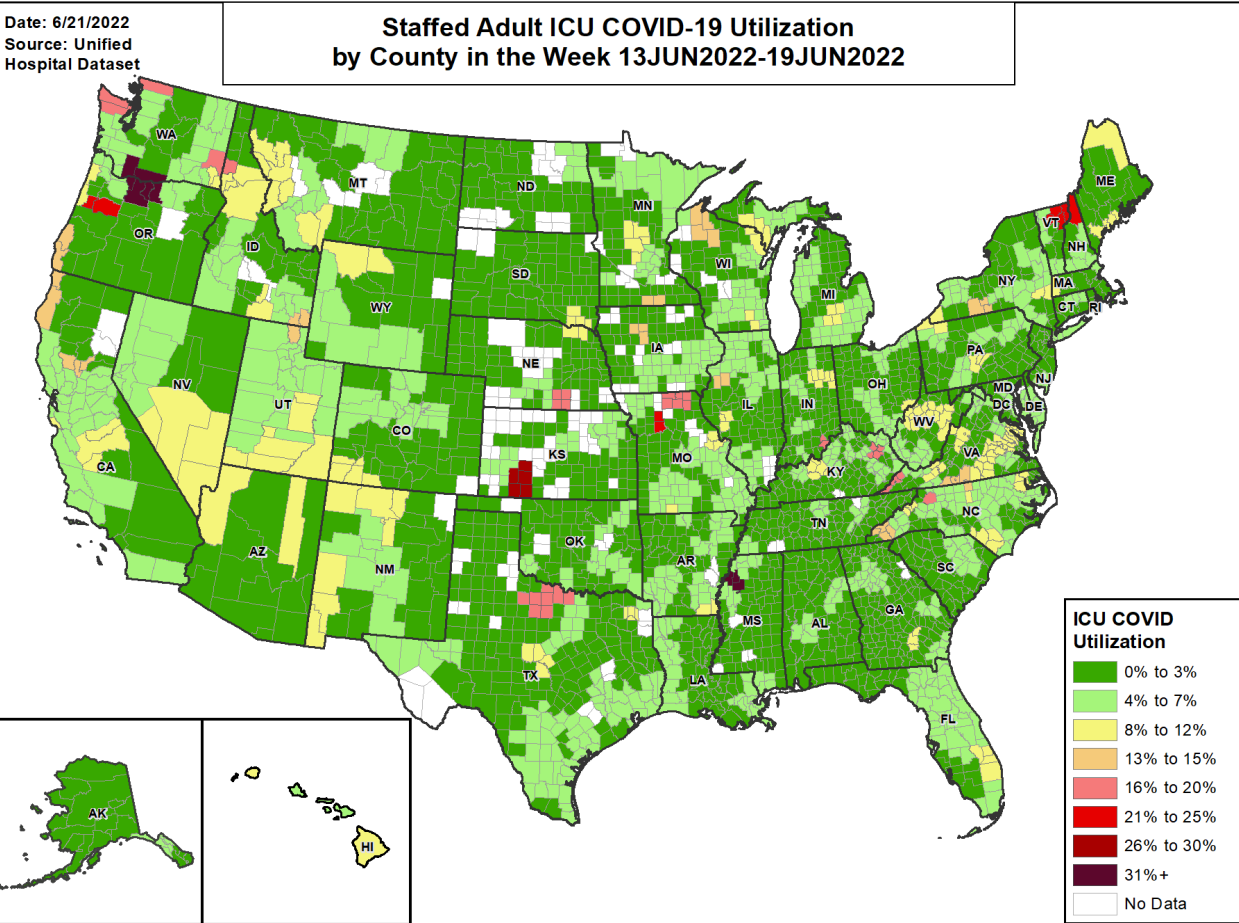 Date: 6/21/2022
Source: Unified
Hospital Dataset
Staffed Adult ICU COVID-19 Utilization
by County in the Week 13JUN2022-19JUN2022
WA
MT
ND
MN
ME
OR
ID
SD
WI
VT
NH
NY
MA
WY
MI
CT
RI
IA
PA
NE
NV
OH
NJ
UT
IL
IN
MD
DC
DE
CO
WV
KS
MO
VA
CA
KY
NC
TN
AZ
OK
NM
AR
SC
MS
AL
GA
TX
LA
FL
AK
HI
ICU COVID
Utilization
0% to 3%
4% to 7%
8% to 12%
13% to 15%
16% to 20%
21% to 25%
26% to 30%
31%+
No Data